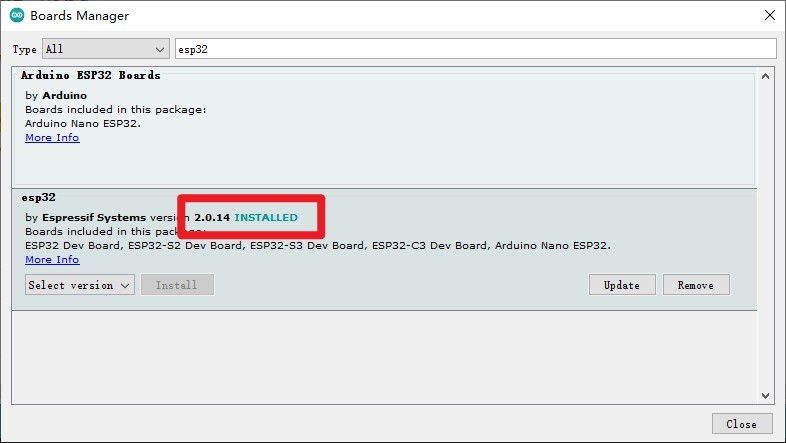 Boards Manager
Type All esp32
Arduino ESP32 Boards
by Arduino
Boards included in this package:
Arduino Nano ESP32.
More Info
esp32
by Espressif Systems version 2.0.14 INSTALLED
Boards included in this package:
ESP32 Dev Board, ESP32-S2 Dev Board, ESP32-S3 Dev Board, ESP32-C3 Dev Board, Arduino Nano ESP32.
More Info
Select version Install Update Remove
Close